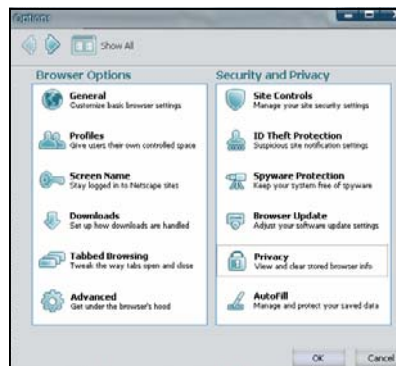 Options
Show All
Browser Options
General
Customize basic browser settings
Profiles
Give users their own controlled space
Screen Name
Stay logged in to Netscape sites
Downloads
Set up how downloads are handled
Tabbed Browsing
Tweak the way tabs open and close
Advanced
Get under the browser's hood
Security and Privacy
Site Controls
Manage your site security settings
ID Theft Protection
Suspicious site notification settings
Spyware Protection
Keep your system free of spyware
Browser Update
Adjust your software update settings
Privacy
View and clear stored browser info
AutoFill
Manage and protect your saved data
OK
Cancel